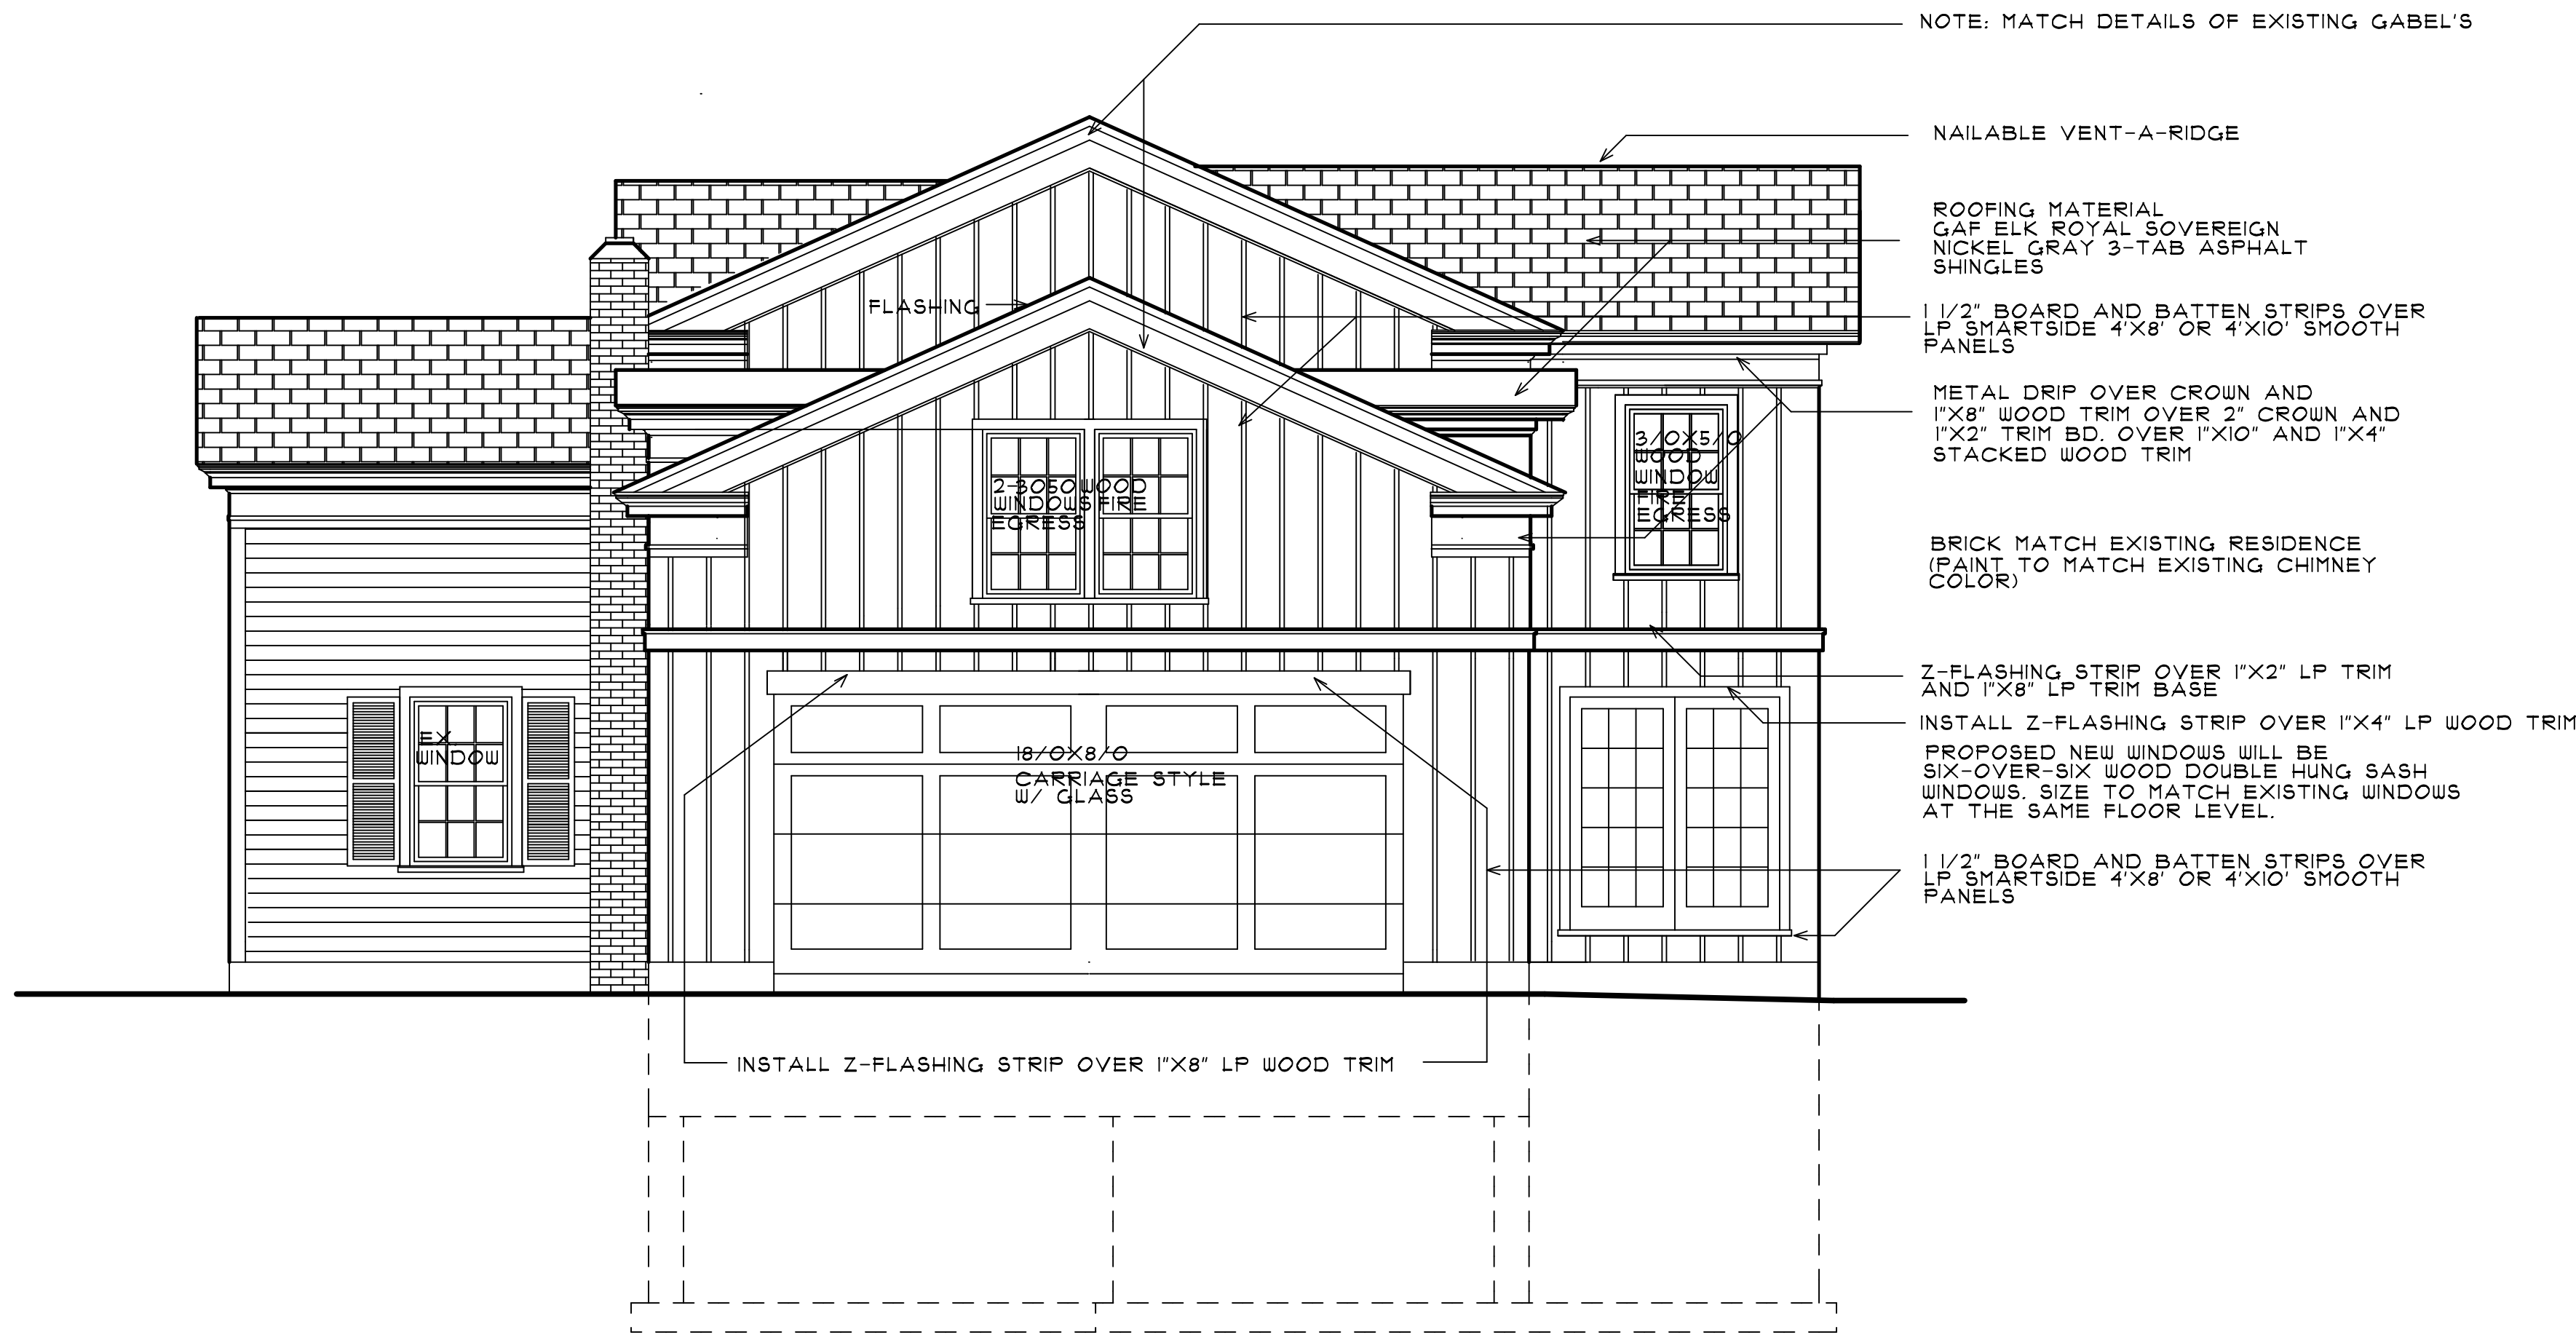 NOTE: MATCH DETAILS OF EXISTING GABEL'S
NAILABLE VENT-A-RIDGE
ROOFING MATERIAL
GAF ELK ROYAL SOVEREIGN
NICKEL GRAY 3-TAB ASPHALT
SHINGLES
FLASHING
1 1/2" BOARD AND BATTEN STRIPS OVER
LP SMARTSIDE 4'X8' OR 4'X10' SMOOTH
PANELS
METAL DRIP OVER CROWN AND
1"X8" WOOD TRIM OVER 2" CROWN AND
1"X2" TRIM BD. OVER 1"X10" AND 1"X4"
STACKED WOOD TRIM
3/0X5/0
WOOD
WINDOW
FIRE
EGRESS
2-3050 WOOD
WINDOWS FIRE
EGRESS
BRICK MATCH EXISTING RESIDENCE
(PAINT TO MATCH EXISTING CHIMNEY
COLOR)
Z-FLASHING STRIP OVER 1"X2" LP TRIM
AND 1"X8" LP TRIM BASE
INSTALL Z-FLASHING STRIP OVER 1"X4" LP WOOD TRIM
EX.
WINDOW
18/0X8/0
CARRIAGE STYLE
W/ GLASS
PROPOSED NEW WINDOWS WILL BE
SIX-OVER-SIX WOOD DOUBLE HUNG SASH
WINDOWS. SIZE TO MATCH EXISTING WINDOWS
AT THE SAME FLOOR LEVEL.
1 1/2" BOARD AND BATTEN STRIPS OVER
LP SMARTSIDE 4'X8' OR 4'X10' SMOOTH
PANELS
INSTALL Z-FLASHING STRIP OVER 1"X8" LP WOOD TRIM